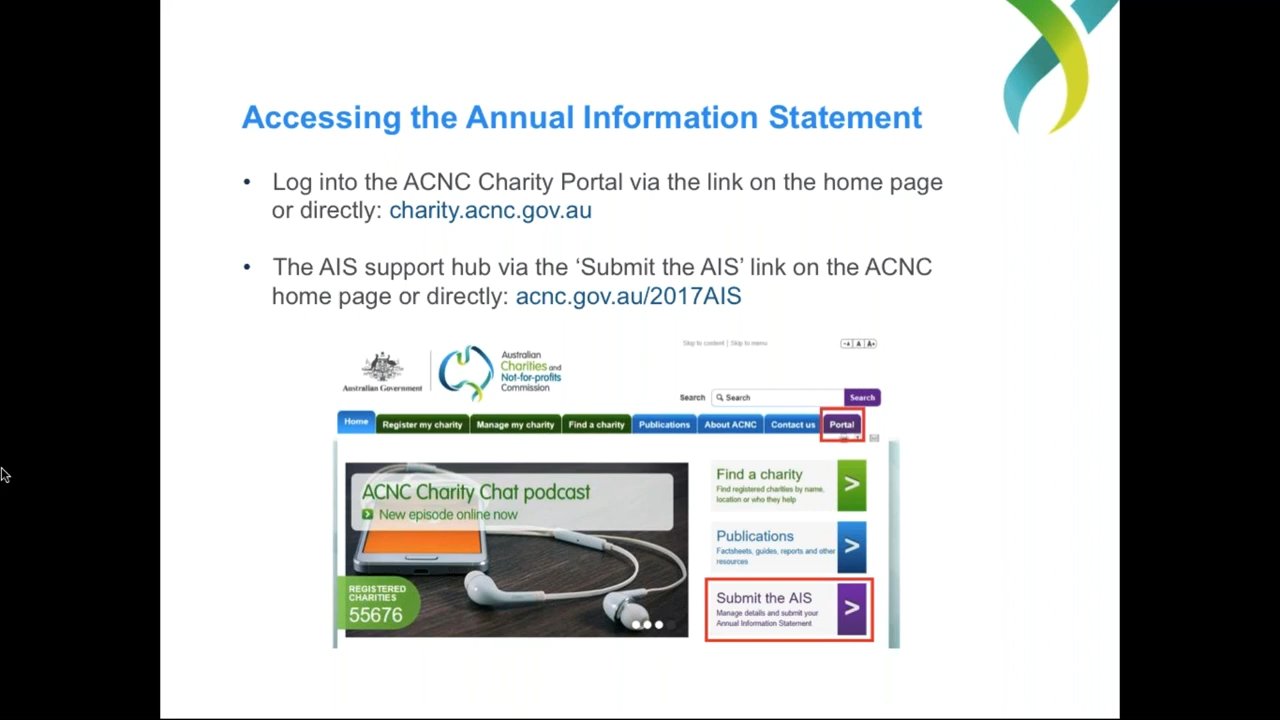 Accessing the Annual Information Statement
• Log into the ACNC Charity Portal via the link on the home page
or directly: charity.acnc.gov.au
• The AIS support hub via the ‘Submit the AIS’ link on the ACNC
home page or directly: acnc.gov.au/2017AIS
Skip to content | Skip to menu
-A A A+
Australian Government
Australian
Charities and
Not-for-profits
Commission
Search Search Search
Home Register my charity Manage my charity Find a charity Publications About ACNC Contact us Portal
ACNC Charity Chat podcast
New episode online now
REGISTERED
CHARITIES
55676
Find a charity
Find registered charities by name,
location or who they help
>
Publications
Factsheets, guides, reports and other
resources
>
Submit the AIS
Manage details and submit your
Annual Information Statement
>